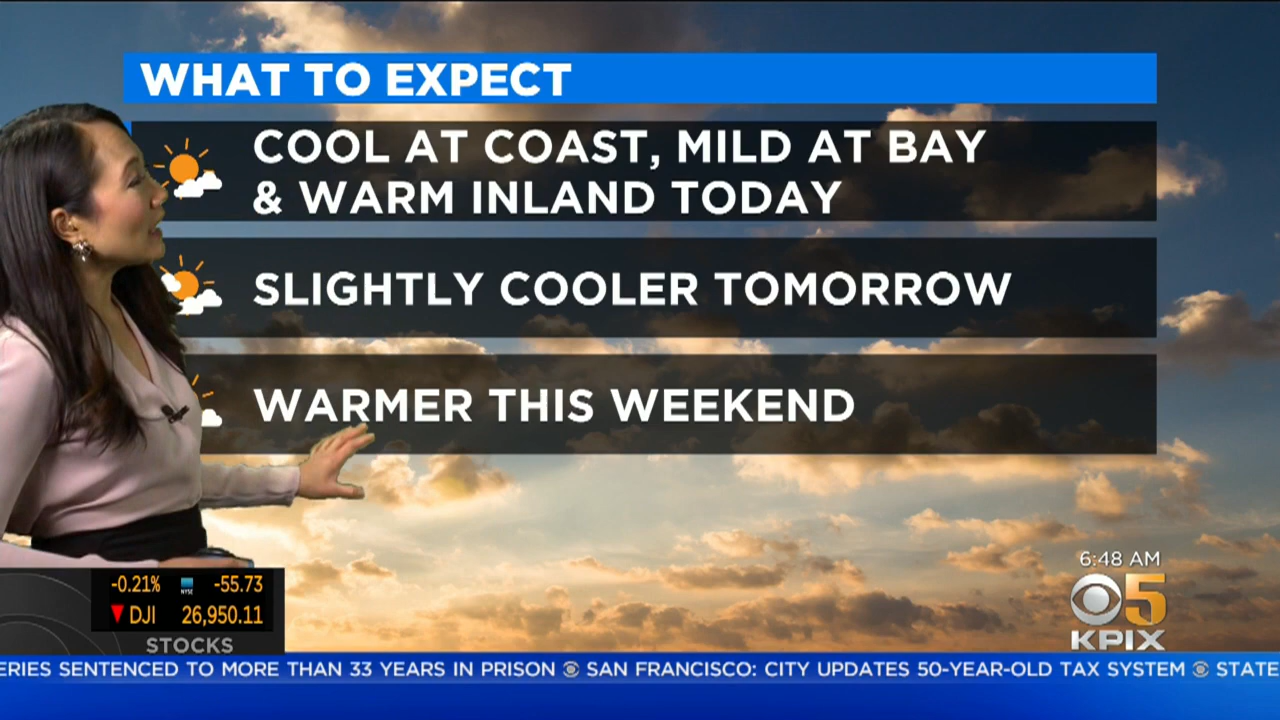 WHAT TO EXPECT
COOL AT COAST, MILD AT BAY
& WARM INLAND TODAY
SLIGHTLY COOLER TOMORROW
WARMER THIS WEEKEND
6:48 AM
5
KPIX
-0.21% NYSE -55.73
DJI 26,950.11
STOCKS
ERIES SENTENCED TO MORE THAN 33 YEARS IN PRISON SAN FRANCISCO: CITY UPDATES 50-YEAR-OLD TAX SYSTEM STATE